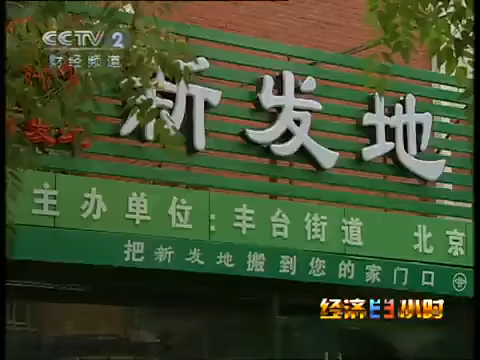 CCTV 2
财经频道
新发地
主办单位:丰台街道 北京
把新发地搬到您的家门口
经济半小时